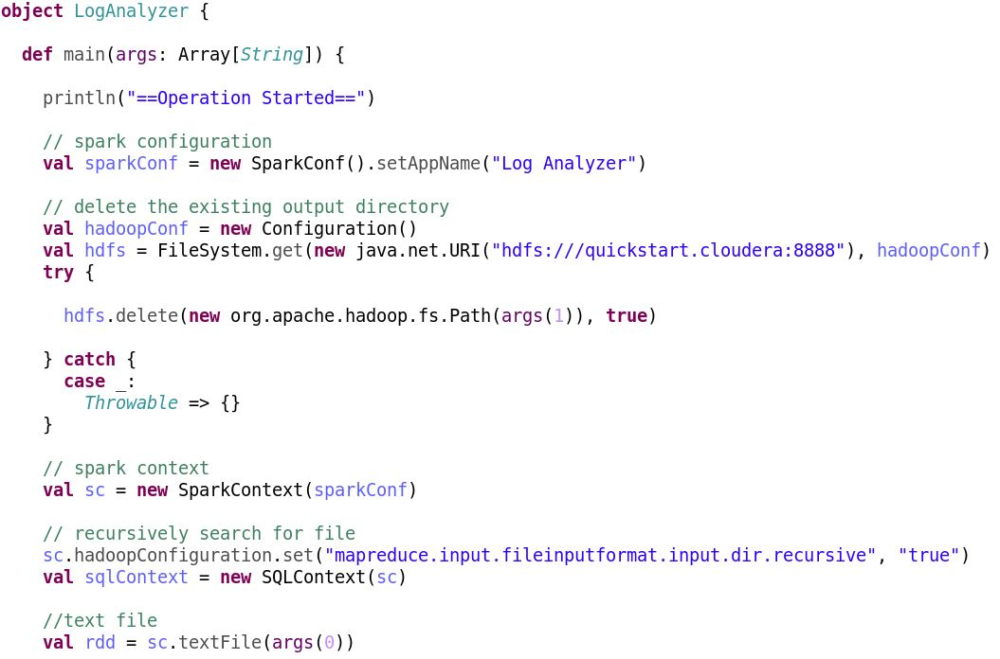 object LogAnalyzer {
def main(args: Array[String]) {
println("==Operation Started==")
// spark configuration
val sparkConf = new SparkConf().setAppName("Log Analyzer")
// delete the existing output directory
val hadoopConf = new Configuration()
val hdfs = FileSystem.get(new java.net.URI("hdfs:///quickstart.cloudera:8888"), hadoopConf)
try {
hdfs.delete(new org.apache.hadoop.fs.Path(args(1)), true)
} catch {
case _:
Throwable => {}
}
// spark context
val sc = new SparkContext(sparkConf)
// recursively search for file
sc.hadoopConfiguration.set("mapreduce.input.fileinputformat.input.dir.recursive", "true")
val sqlContext = new SQLContext(sc)
//text file
val rdd = sc.textFile(args(0))